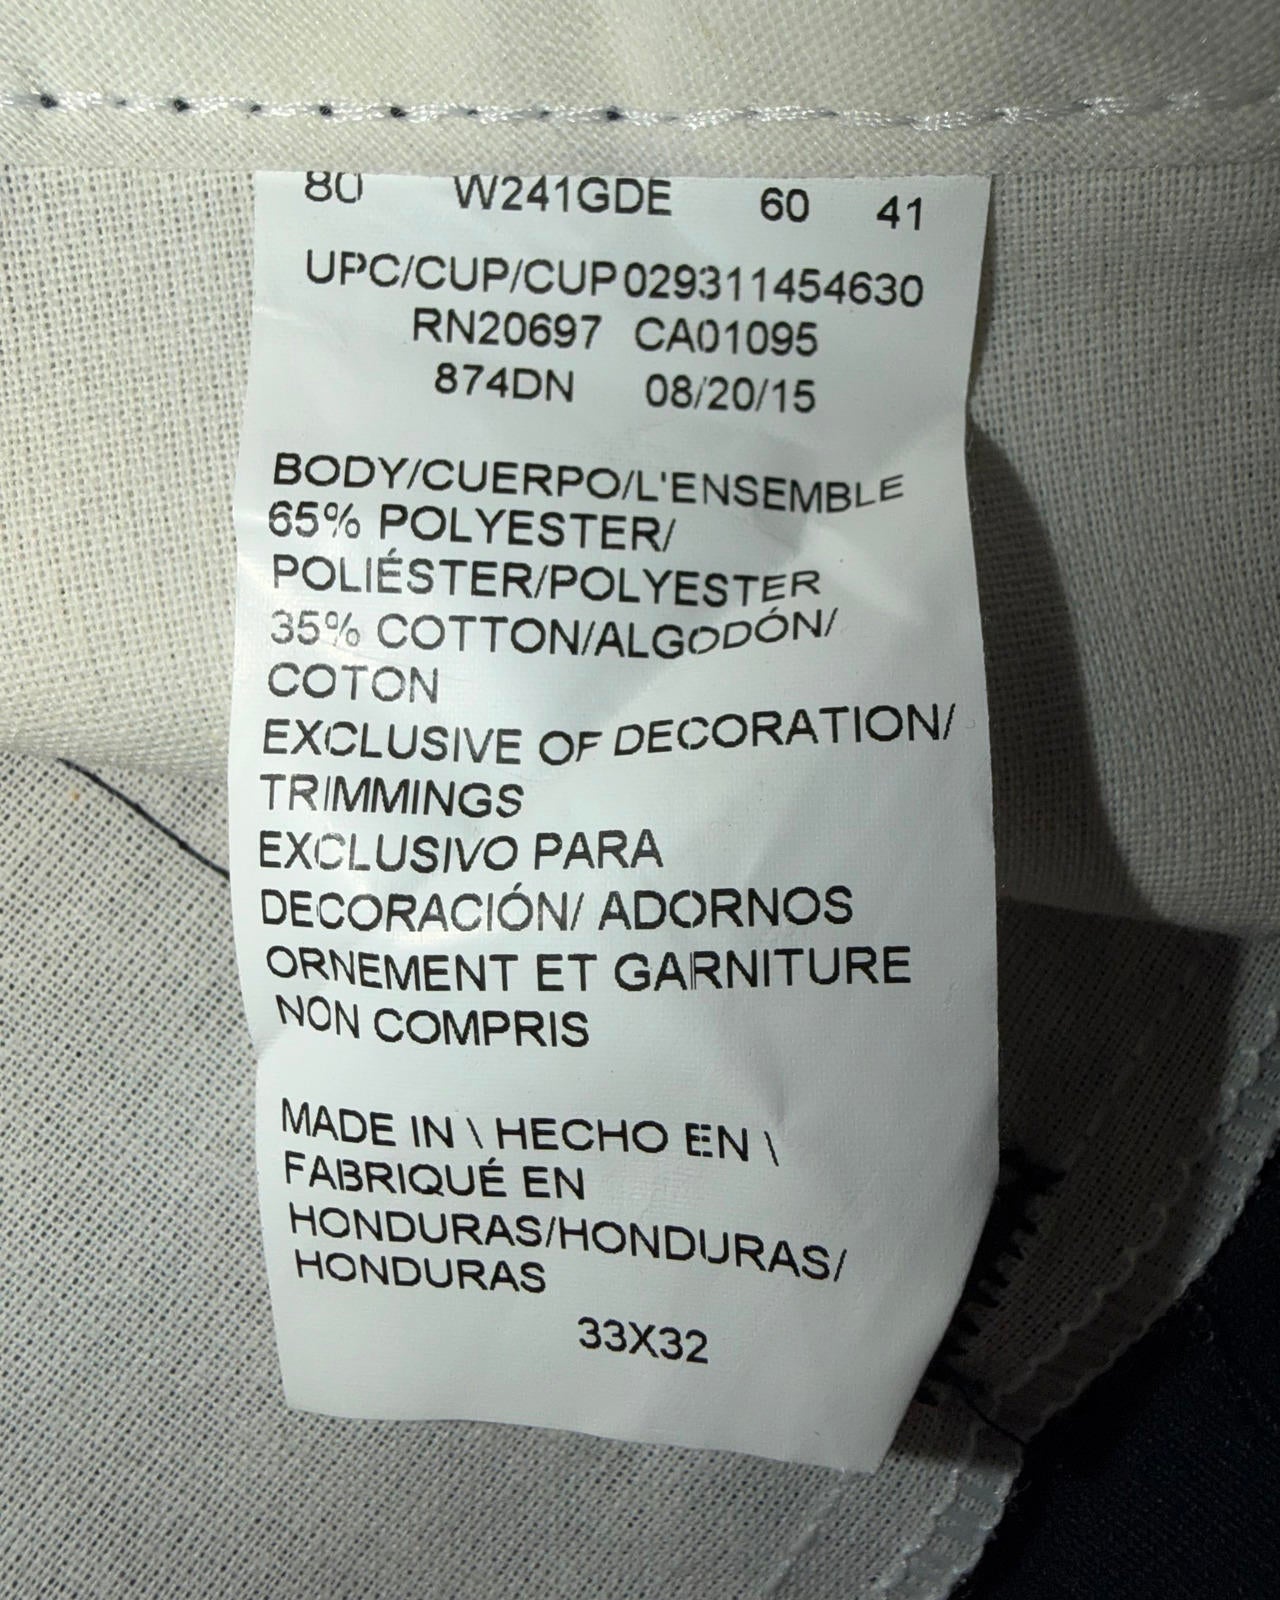 80 W241GDE 60 41
UPC/CUP/CUP 029311454630
RN20697 CA01095
874DN 08/20/15
BODY/CUERPO/L'ENSEMBLE
65% POLYESTER/
POLIÉSTER/POLYESTER
35% COTTON/ALGODÓN/
COTON
EXCLUSIVE OF DECORATION/
TRIMMINGS
EXCLUSIVO PARA
DECORACIÓN/ ADORNOS
ORNEMENT ET GARNITURE
NON COMPRIS
MADE IN \ HECHO EN \
FABRIQUÉ EN
HONDURAS/HONDURAS/
HONDURAS
33X32